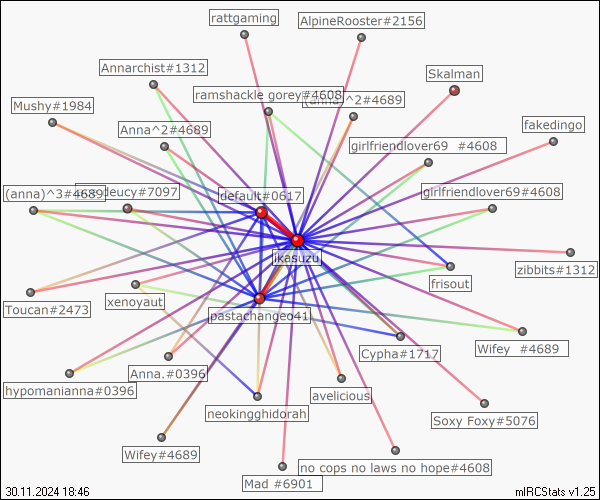 rattgaming
AlpineRooster#2156
Annarchist#1312
Skalman
ramshackle gorey#4608
^2#4689
Mushy#1984
Anna^2#4689
fakedingo
girlfriendlover69 #4608
(anna)^3#4689
deucy#7097
default#0617
girlfriendlover69#4608
ikasuzu
zibbits#1312
frisout
xenoyaut
Toucan#2473
pastachangeo41
Wifey #4689
Cypha#1717
Anna.#0396
hypomanianna#0396
avelicious
neokingghidorah
Soxy Foxy#5076
Wifey#4689
no cops no laws no hope#4608
Mad #6901
30.11.2024 18:46
mIRCStats v1.25